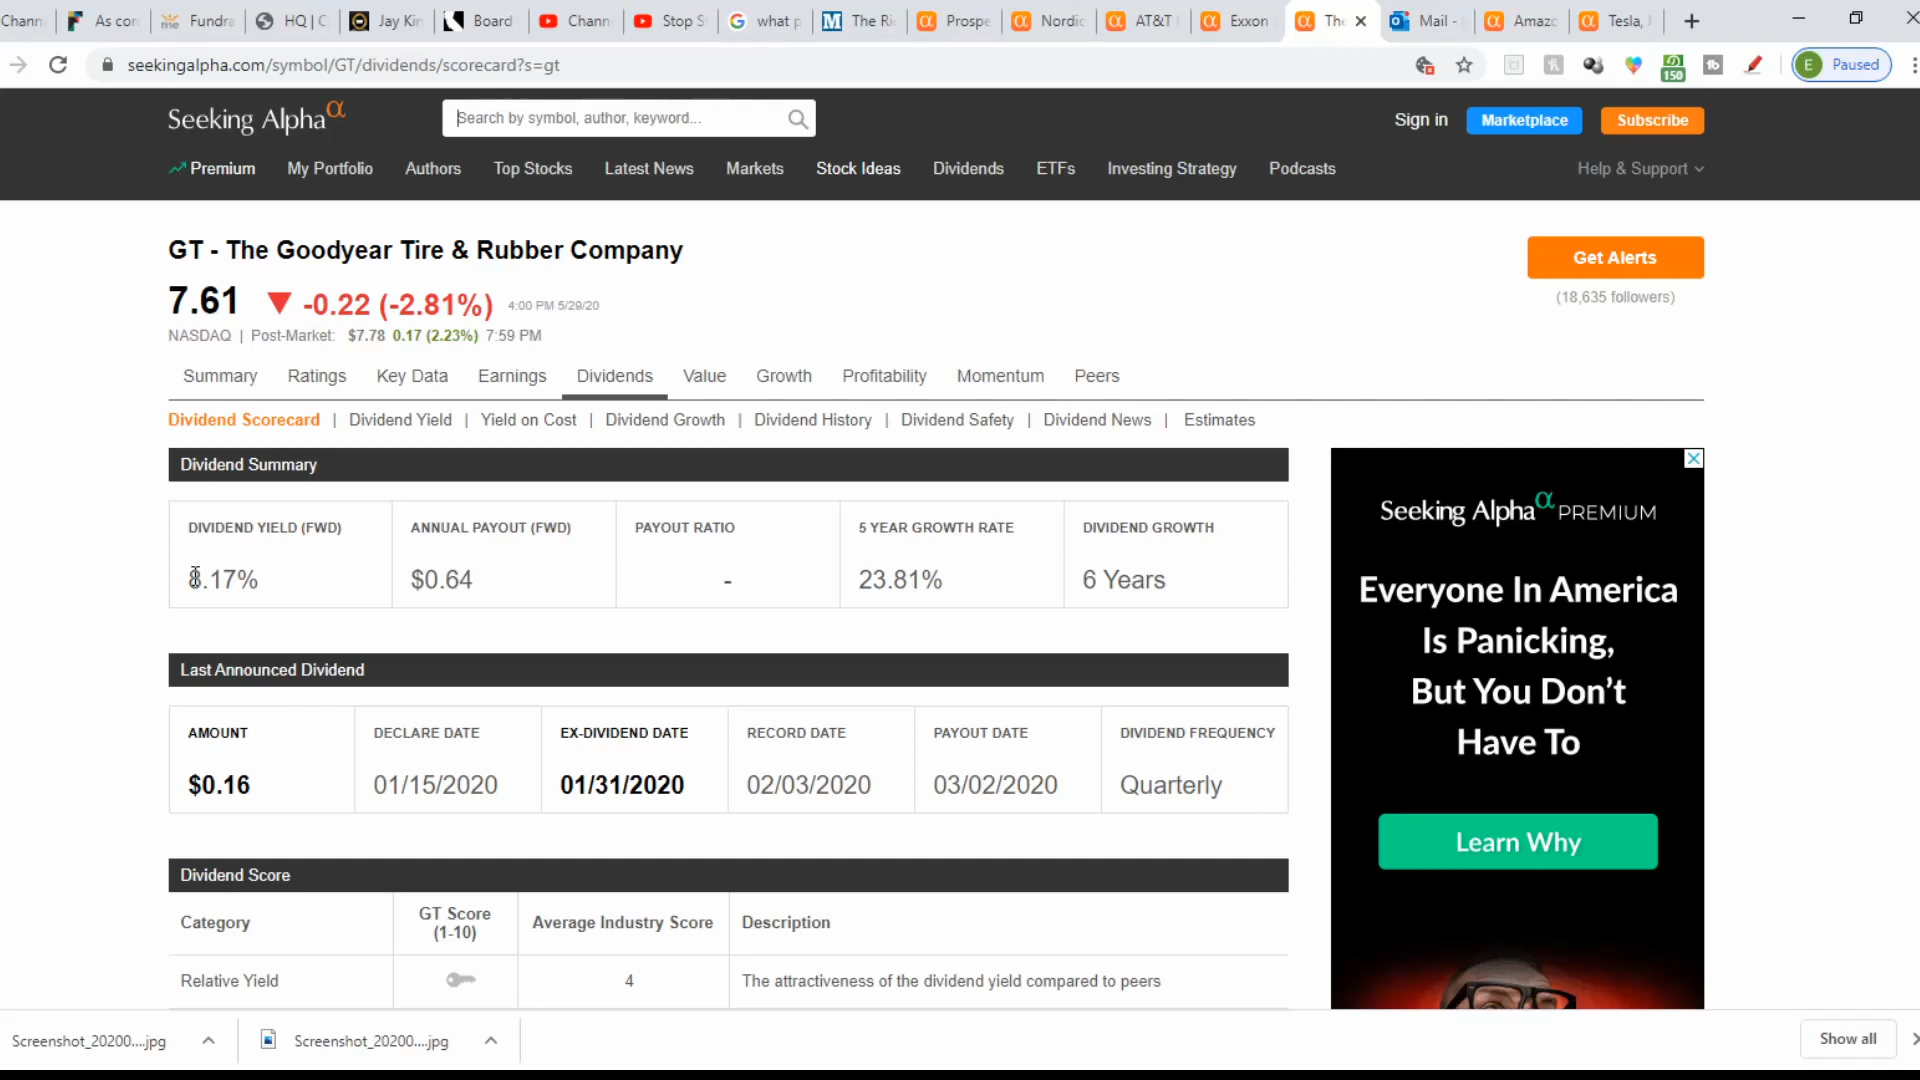 Chann
As con
Fundra
HQ | C
Jay Kin
Board
Chann
Stop S
what p
The Ri
Prospe
Nordic
AT&T
Exxon
The
Mail -
Amazo
Tesla,
seekingalpha.com/symbol/GT/dividends/scorecard?s=gt
150
E Paused
Seeking Alpha α
Search by symbol, author, keyword...
Sign in
Marketplace
Subscribe
Premium
My Portfolio
Authors
Top Stocks
Latest News
Markets
Stock Ideas
Dividends
ETFs
Investing Strategy
Podcasts
Help & Support
GT - The Goodyear Tire & Rubber Company
Get Alerts
(18,635 followers)
7.61 ▼ -0.22 (-2.81%) 4:00 PM 5/29/20
NASDAQ | Post-Market: $7.78 0.17 (2.23%) 7:59 PM
Summary
Ratings
Key Data
Earnings
Dividends
Value
Growth
Profitability
Momentum
Peers
Dividend Scorecard | Dividend Yield | Yield on Cost | Dividend Growth | Dividend History | Dividend Safety | Dividend News | Estimates
Dividend Summary
DIVIDEND YIELD (FWD)
8.17%
ANNUAL PAYOUT (FWD)
$0.64
PAYOUT RATIO
-
5 YEAR GROWTH RATE
23.81%
DIVIDEND GROWTH
6 Years
Last Announced Dividend
AMOUNT
$0.16
DECLARE DATE
01/15/2020
EX-DIVIDEND DATE
01/31/2020
RECORD DATE
02/03/2020
PAYOUT DATE
03/02/2020
DIVIDEND FREQUENCY
Quarterly
Dividend Score
Category
GT Score
(1-10)
Average Industry Score
Description
Relative Yield
4
The attractiveness of the dividend yield compared to peers
Seeking Alpha α PREMIUM
Everyone In America
Is Panicking,
But You Don't
Have To
Learn Why
Screenshot_20200....jpg
Screenshot_20200....jpg
Show all